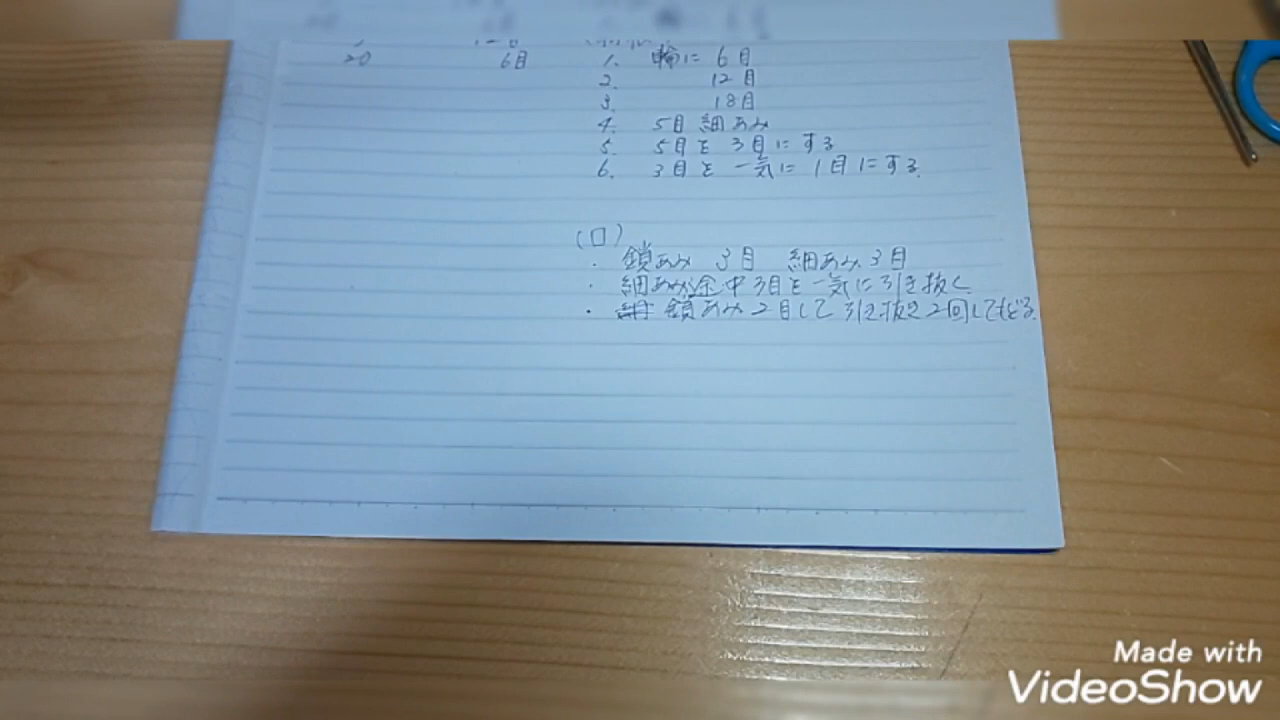 20 6目 1. 輪に 6目
2. 12目
3. 18目
4. 5目 細あみ
5. 5目を 3目にする
6. 3目を 一気に 1目にする.
(口)
・ 鎖あみ 3目 細あみ 3目
・ 細あみ途中3目を一気に引き抜く
・ 鎖あみ2目して引き抜き2回してもどる.
Made with
VideoShow